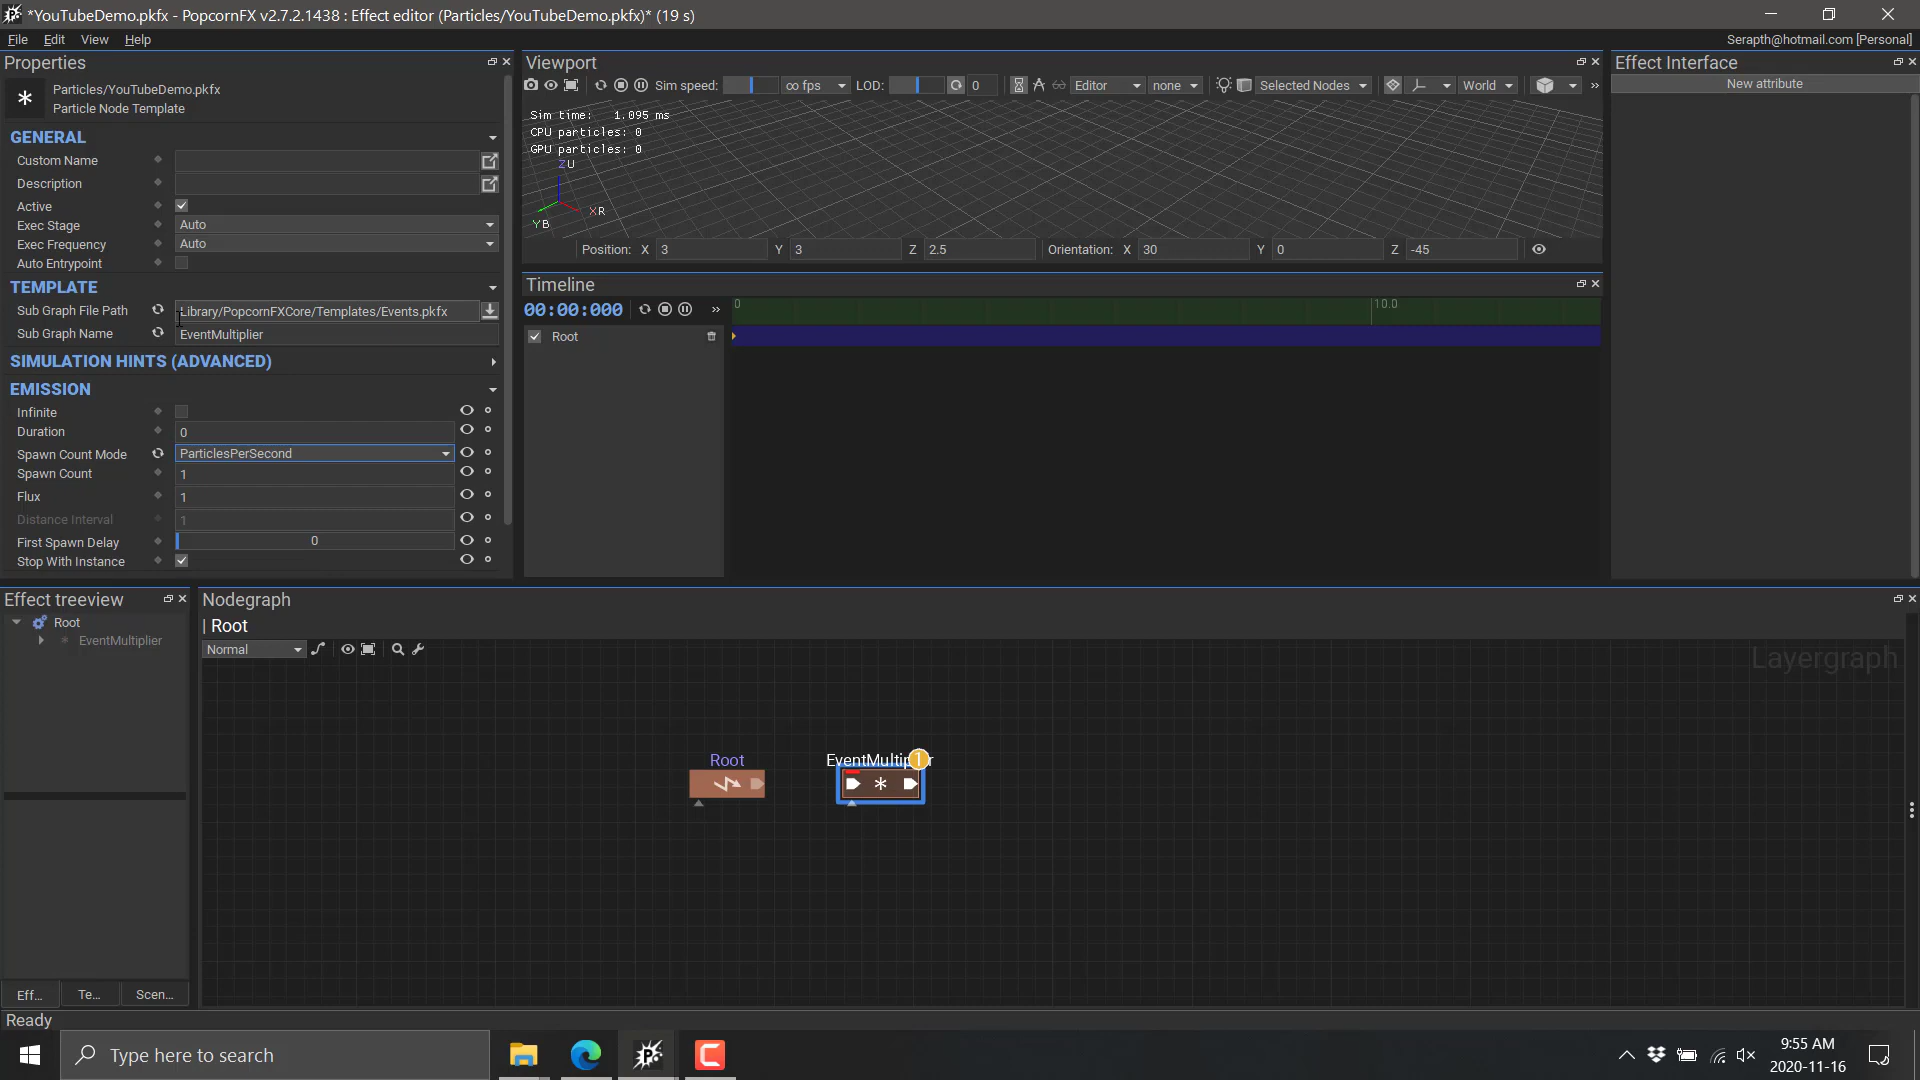 *YouTubeDemo.pkfx - PopcornFX v2.7.2.1438 : Effect editor (Particles/YouTubeDemo.pkfx)* (19 s)
File Edit View Help
Serapth@hotmail.com [Personal]
Properties
Particles/YouTubeDemo.pkfx
Particle Node Template
GENERAL
Custom Name
Description
Active
Exec Stage Auto
Exec Frequency Auto
Auto Entrypoint
TEMPLATE
Sub Graph File Path Library/PopcornFXCore/Templates/Events.pkfx
Sub Graph Name EventMultiplier
SIMULATION HINTS (ADVANCED)
EMISSION
Infinite
Duration 0
Spawn Count Mode ParticlesPerSecond
Spawn Count 1
Flux 1
Distance Interval 1
First Spawn Delay 0
Stop With Instance
Viewport
Sim speed: ∞ fps LOD: 0 Editor none Selected Nodes World »
Sim time: 1.095 ms
CPU particles: 0
GPU particles: 0
ZU
XR
YB
Position: X 3 Y 3 Z 2.5 Orientation: X 30 Y 0 Z -45
Timeline
00:00:000 » 0 10.0
Root
Effect Interface
New attribute
Effect treeview
Root
EventMultiplier
Eff... Te... Scen...
Nodegraph
| Root
Normal
Layergraph
Root
EventMultip r
1
Ready
Type here to search
9:55 AM
2020-11-16